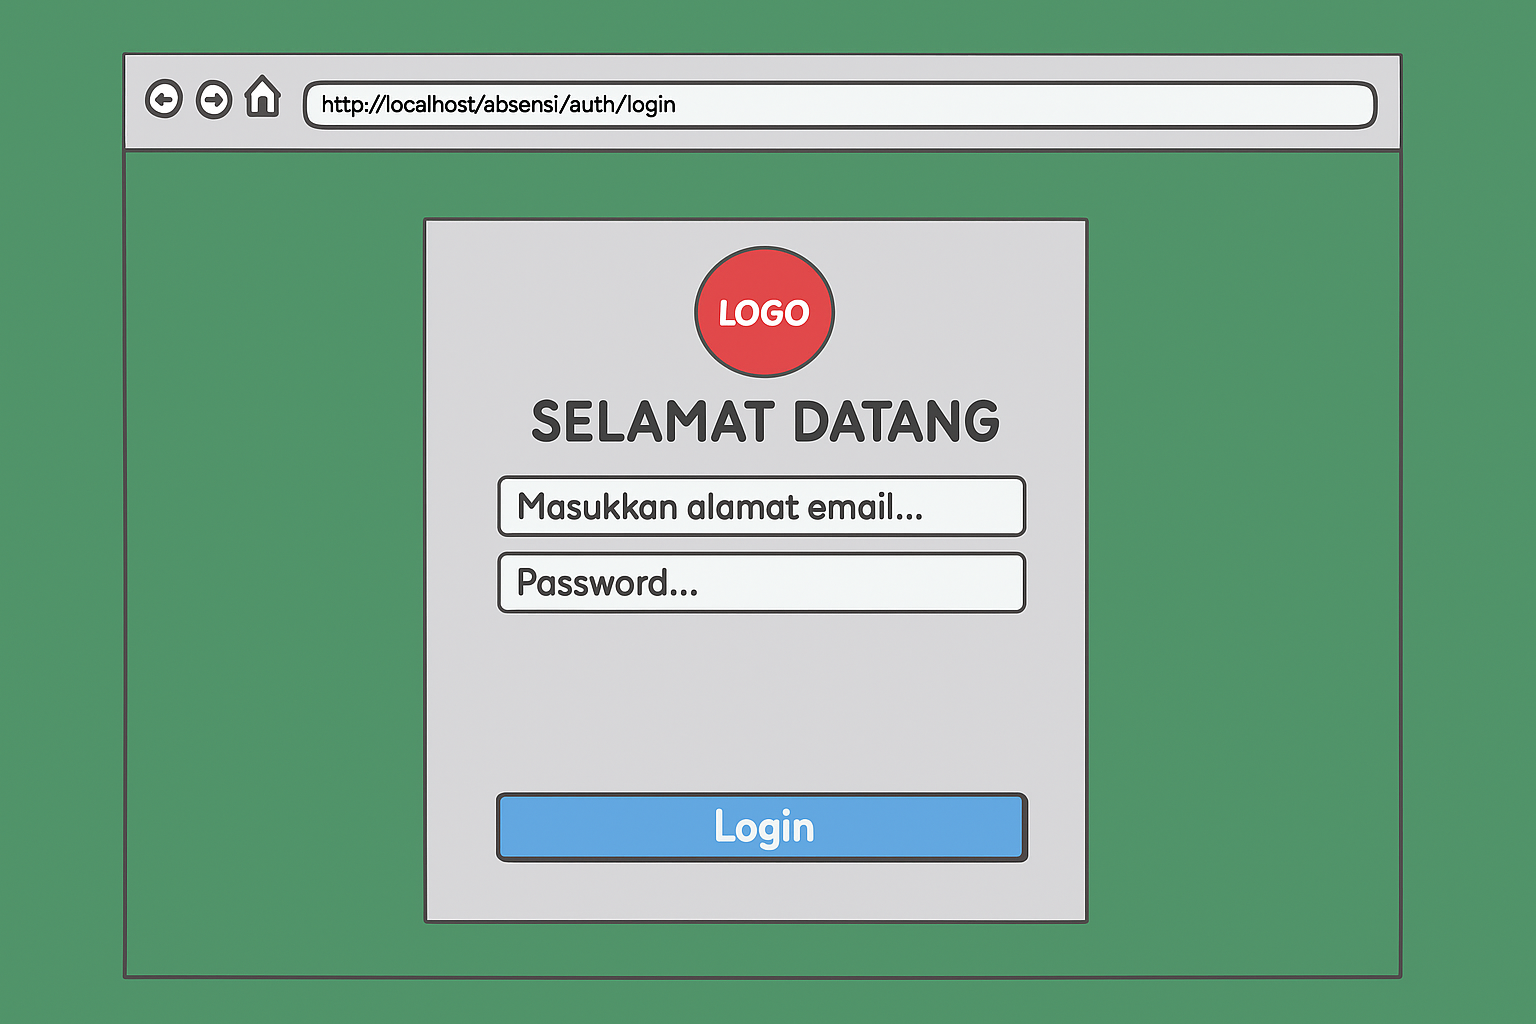 http://localhost/absensi/auth/login
LOGO
SELAMAT DATANG
Masukkan alamat email...
Password...
Login